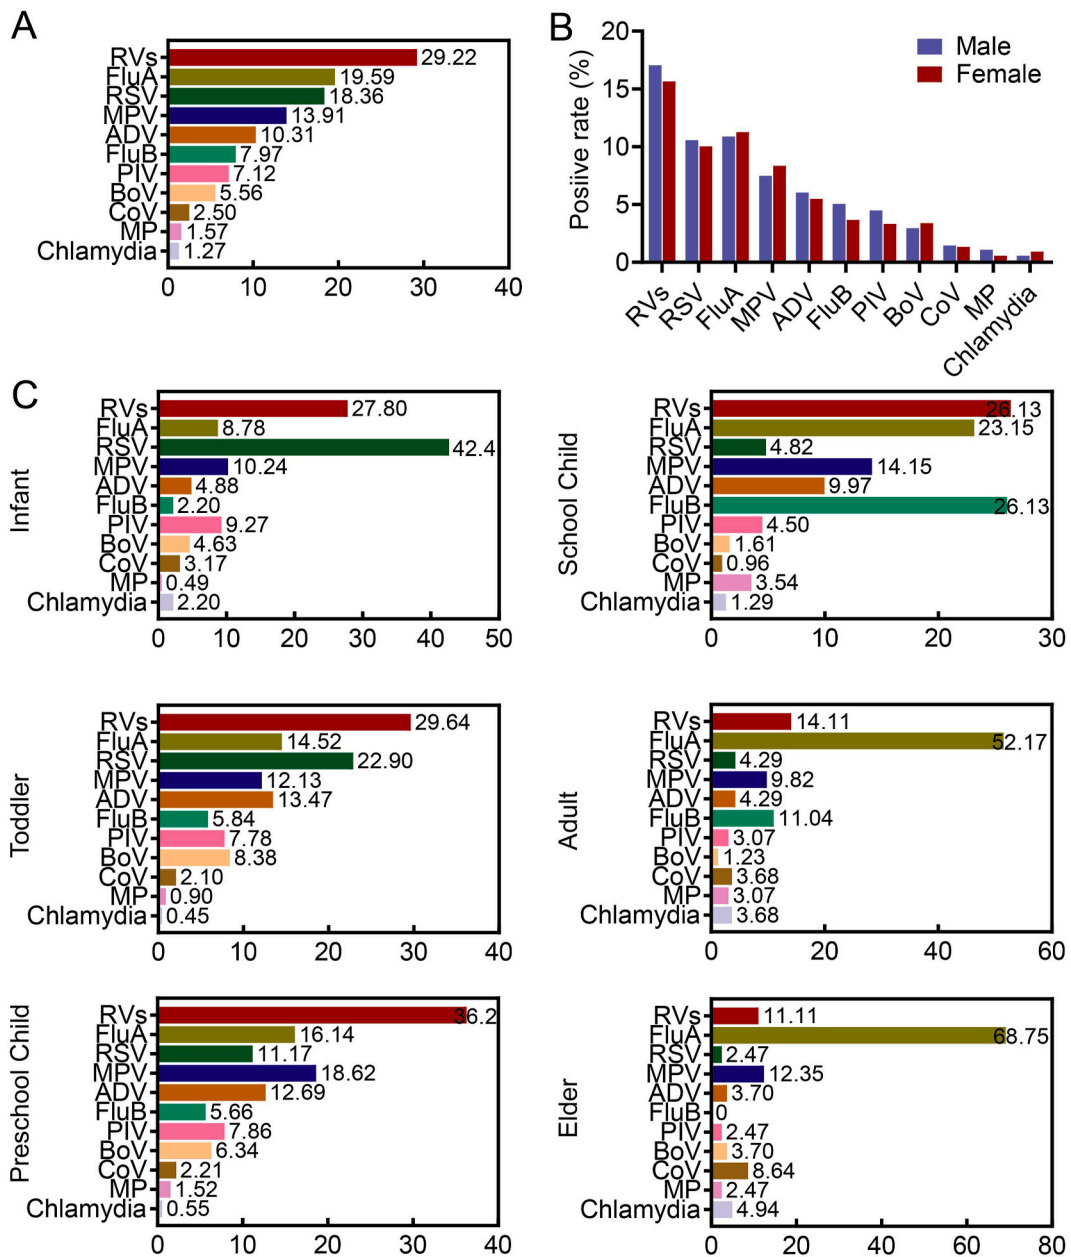 A
RVs 29.22
FluA 19.59
RSV 18.36
MPV 13.91
ADV 10.31
FluB 7.97
PIV 7.12
BoV 5.56
CoV 2.50
MP 1.57
Chlamydia 1.27
0 10 20 30 40
B
Male
Female
Posiive rate (%)
20
15
10
5
0
RVs RSV FluA MPV ADV FluB PIV BoV CoV MP Chlamydia
C
Infant
RVs 27.80
FluA 8.78
RSV 42.4
MPV 10.24
ADV 4.88
FluB 2.20
PIV 9.27
BoV 4.63
CoV 3.17
MP 0.49
Chlamydia 2.20
0 10 20 30 40 50
School Child
RVs 26.13
FluA 23.15
RSV 4.82
MPV 14.15
ADV 9.97
FluB 26.13
PIV 4.50
BoV 1.61
CoV 0.96
MP 3.54
Chlamydia 1.29
0 10 20 30
Toddler
RVs 29.64
FluA 14.52
RSV 22.90
MPV 12.13
ADV 13.47
FluB 5.84
PIV 7.78
BoV 8.38
CoV 2.10
MP 0.90
Chlamydia 0.45
0 10 20 30 40
Adult
RVs 14.11
FluA 52.17
RSV 4.29
MPV 9.82
ADV 4.29
FluB 11.04
PIV 3.07
BoV 1.23
CoV 3.68
MP 3.07
Chlamydia 3.68
0 20 40 60
Preschool Child
RVs 36.2
FluA 16.14
RSV 11.17
MPV 18.62
ADV 12.69
FluB 5.66
PIV 7.86
BoV 6.34
CoV 2.21
MP 1.52
Chlamydia 0.55
0 10 20 30 40
Elder
RVs 11.11
FluA 68.75
RSV 2.47
MPV 12.35
ADV 3.70
FluB 0
PIV 2.47
BoV 3.70
CoV 8.64
MP 2.47
Chlamydia 4.94
0 20 40 60 80